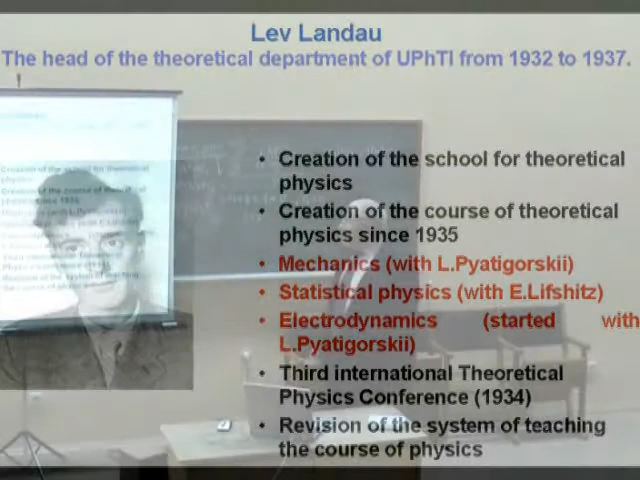 Lev Landau
The head of the theoretical department of UPhTI from 1932 to 1937.
• Creation of the school for theoretical
physics
• Creation of the course of theoretical
physics since 1935
• Mechanics (with L.Pyatigorskii)
• Statistical physics (with E.Lifshitz)
• Electrodynamics (started with
L.Pyatigorskii)
• Third international Theoretical
Physics Conference (1934)
• Revision of the system of teaching
the course of physics